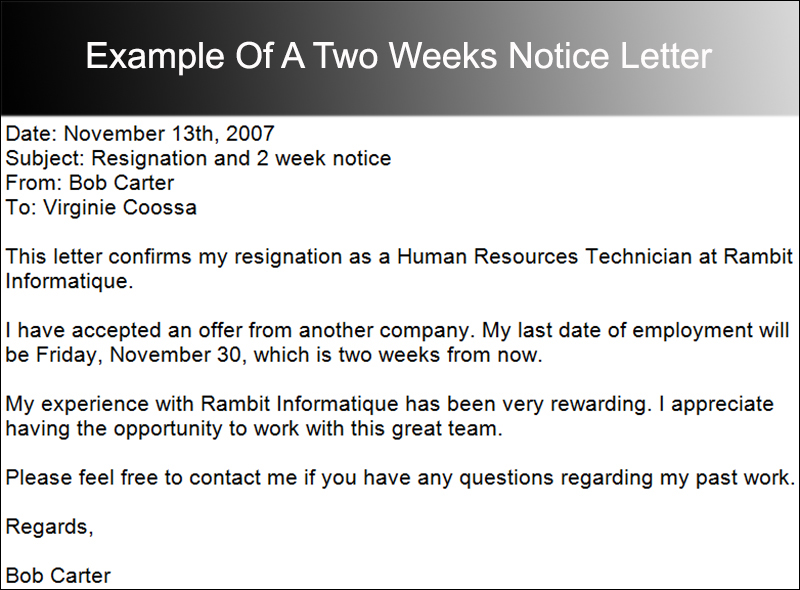 Example Of A Two Weeks Notice Letter
Date: November 13th, 2007
Subject: Resignation and 2 week notice
From: Bob Carter
To: Virginie Coossa
This letter confirms my resignation as a Human Resources Technician at Rambit
Informatique.
I have accepted an offer from another company. My last date of employment will
be Friday, November 30, which is two weeks from now.
My experience with Rambit Informatique has been very rewarding. I appreciate
having the opportunity to work with this great team.
Please feel free to contact me if you have any questions regarding my past work.
Regards,
Bob Carter